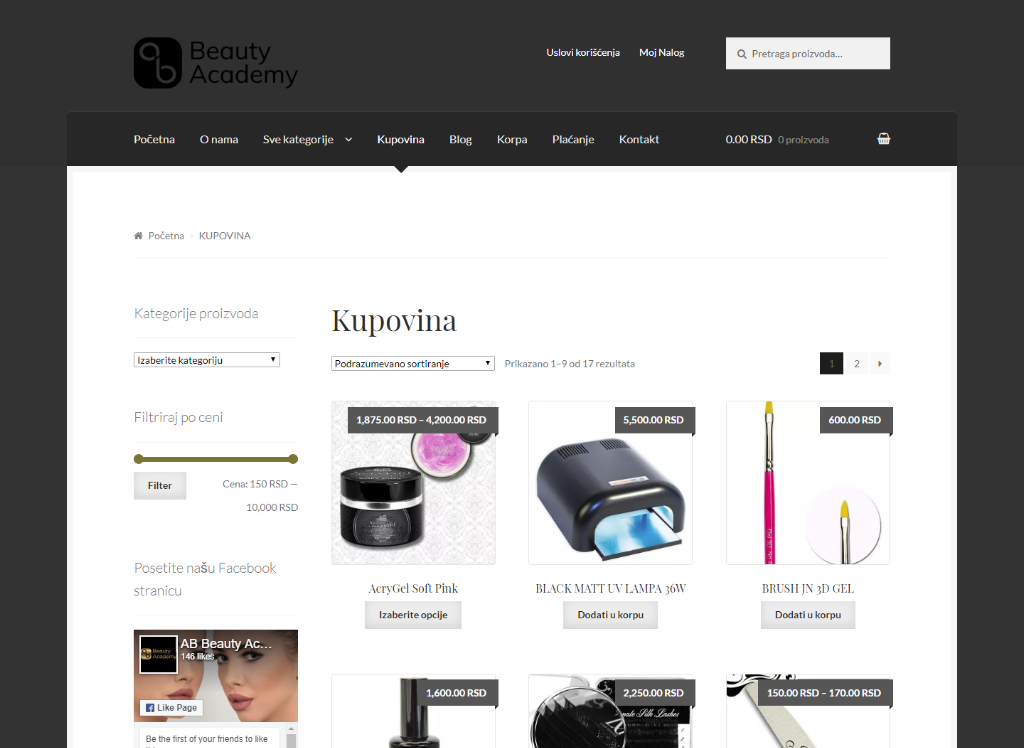 Beauty
Academy
Uslovi korišćenja
Moj Nalog
Pretraga proizvoda...
Početna
O nama
Sve kategorije
Kupovina
Blog
Korpa
Plaćanje
Kontakt
0.00 RSD 0 proizvoda
Početna
KUPOVINA
Kategorije proizvoda
Izaberite kategoriju
Filtriraj po ceni
Filter
Cena: 150 RSD —
10,000 RSD
Posetite našu Facebook
stranicu
AB Beauty Ac...
146 likes
Like Page
Be the first of your friends to like
Kupovina
Podrazumevano sortiranje
Prikazano 1–9 od 17 rezultata
1
2
1,875.00 RSD – 4,200.00 RSD
AcryGel Soft Pink
Izaberite opcije
5,500.00 RSD
BLACK MATT UV LAMPA 36W
Dodati u korpu
600.00 RSD
BRUSH JN 3D GEL
Dodati u korpu
1,600.00 RSD
2,250.00 RSD
Silk Lashes
150.00 RSD – 170.00 RSD